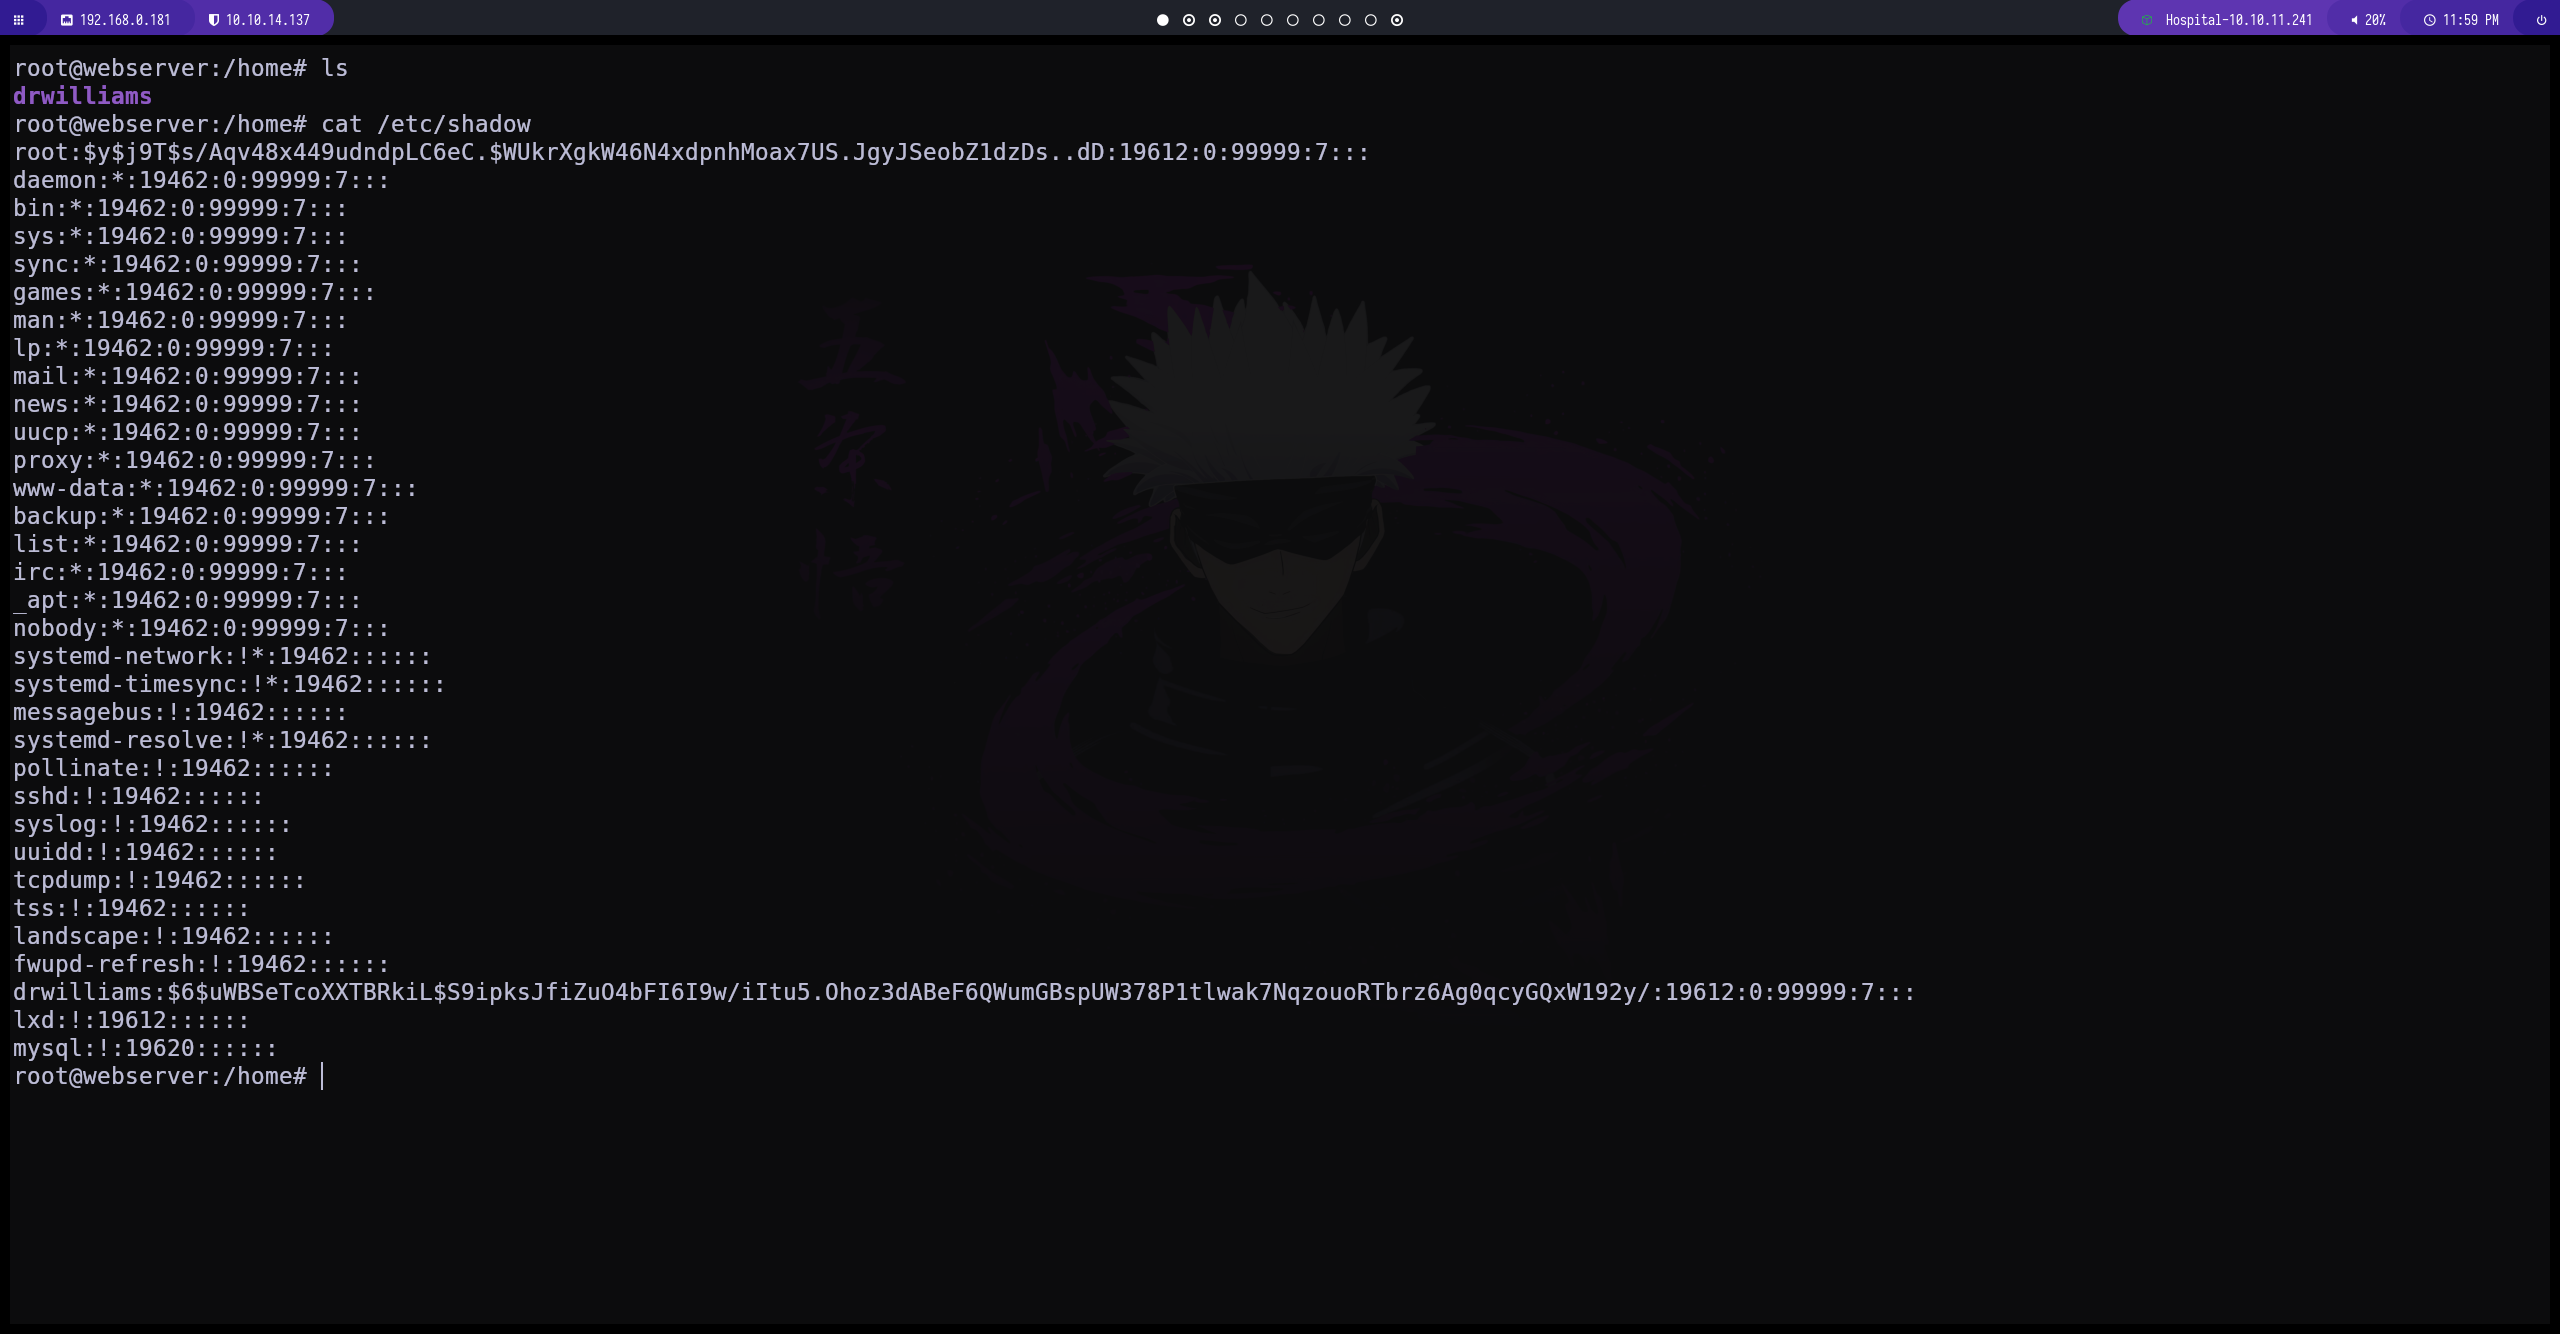 192.168.0.181 10.10.14.137 Hospital-10.10.11.241 20% 11:59 PM
root@webserver:/home# ls
drwilliams
root@webserver:/home# cat /etc/shadow
root:$y$j9T$s/Aqv48x449udndpLC6eC.$WUkrXgkW46N4xdpnhMoax7US.JgyJSeobZ1dzDs..dD:19612:0:99999:7:::
daemon:*:19462:0:99999:7:::
bin:*:19462:0:99999:7:::
sys:*:19462:0:99999:7:::
sync:*:19462:0:99999:7:::
games:*:19462:0:99999:7:::
man:*:19462:0:99999:7:::
lp:*:19462:0:99999:7:::
mail:*:19462:0:99999:7:::
news:*:19462:0:99999:7:::
uucp:*:19462:0:99999:7:::
proxy:*:19462:0:99999:7:::
www-data:*:19462:0:99999:7:::
backup:*:19462:0:99999:7:::
list:*:19462:0:99999:7:::
irc:*:19462:0:99999:7:::
_apt:*:19462:0:99999:7:::
nobody:*:19462:0:99999:7:::
systemd-network:!*:19462::::::
systemd-timesync:!*:19462::::::
messagebus:!:19462::::::
systemd-resolve:!*:19462::::::
pollinate:!:19462::::::
sshd:!:19462::::::
syslog:!:19462::::::
uuidd:!:19462::::::
tcpdump:!:19462::::::
tss:!:19462::::::
landscape:!:19462::::::
fwupd-refresh:!:19462::::::
drwilliams:$6$uWBSeTcoXXTBRkiL$S9ipksJfiZuO4bFI6I9w/iItu5.Ohoz3dABeF6QWumGBspUW378P1tlwak7NqzouoRTbrz6Ag0qcyGQxW192y/:19612:0:99999:7:::
lxd:!:19612::::::
mysql:!:19620::::::
root@webserver:/home#
五
条
悟